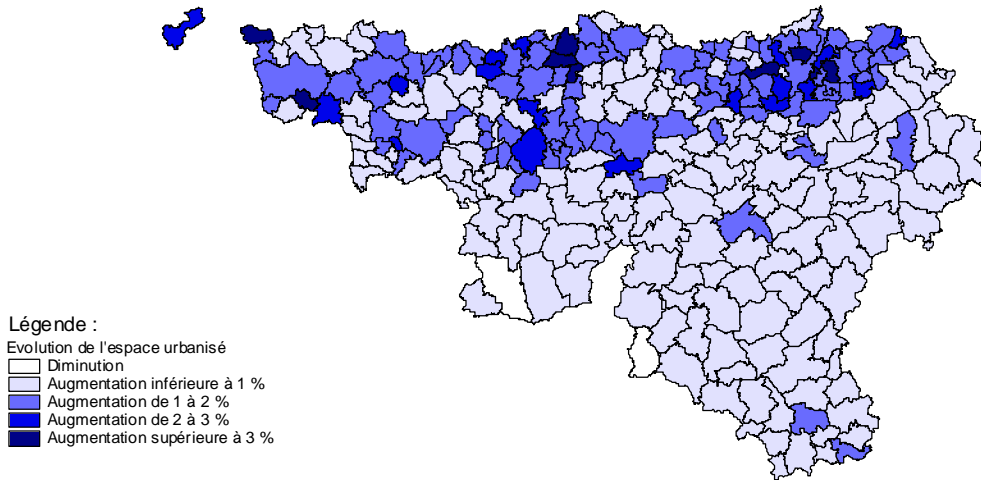 Légende :
Evolution de l'espace urbanisé
Diminution
Augmentation inférieure à 1 %
Augmentation de 1 à 2 %
Augmentation de 2 à 3 %
Augmentation supérieure à 3 %